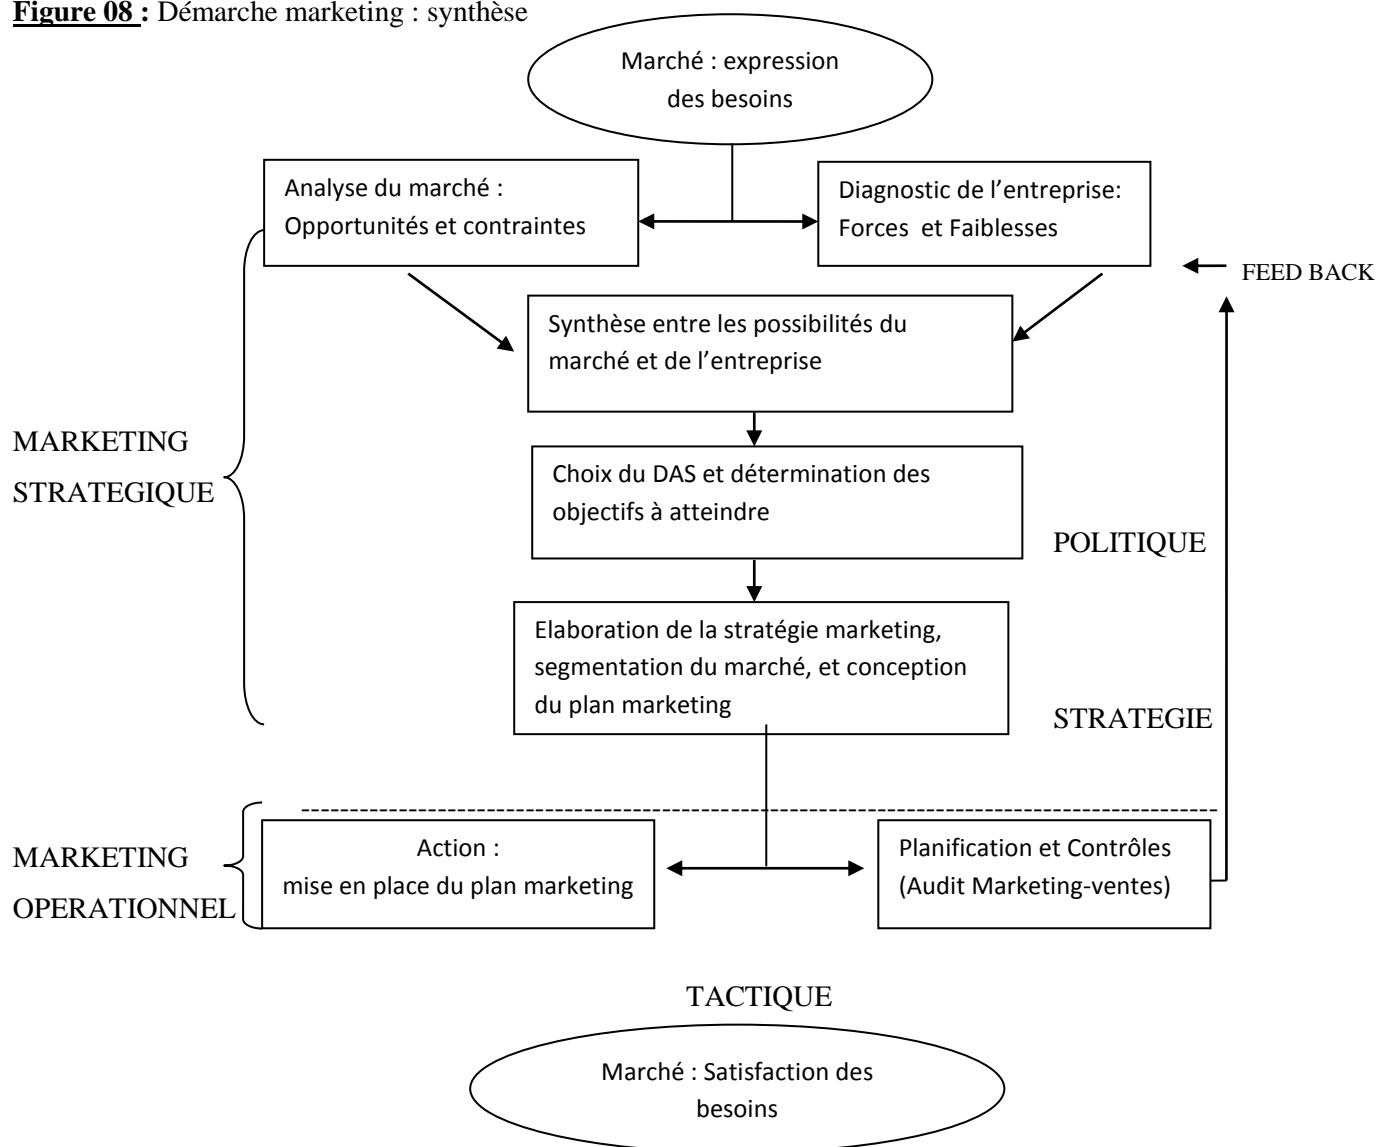 Figure 08 : Démarche marketing : synthèse
Marché : expression
des besoins
Analyse du marché :
Opportunités et contraintes
Diagnostic de l’entreprise:
Forces et Faiblesses
FEED BACK
Synthèse entre les possibilités du
marché et de l’entreprise
MARKETING
STRATEGIQUE
Choix du DAS et détermination des
objectifs à atteindre
POLITIQUE
Elaboration de la stratégie marketing,
segmentation du marché, et conception
du plan marketing
STRATEGIE
MARKETING
OPERATIONNEL
Action :
mise en place du plan marketing
Planification et Contrôles
(Audit Marketing-ventes)
TACTIQUE
Marché : Satisfaction des
besoins